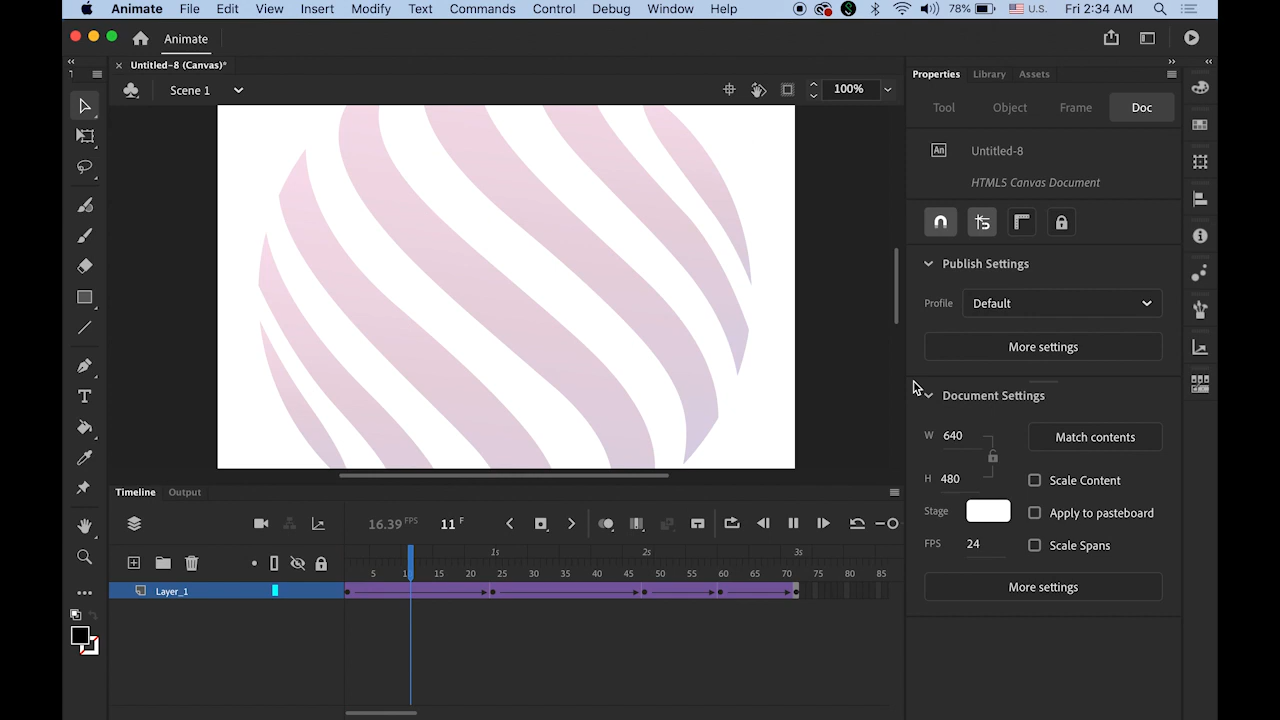 Animate File Edit View Insert Modify Text Commands Control Debug Window Help 78% U.S. Fri 2:34 AM
Animate
Untitled-8 (Canvas)*
Scene 1 100%
Properties Library Assets
Tool Object Frame Doc
Untitled-8
HTML5 Canvas Document
Publish Settings
Profile Default
More settings
Document Settings
W 640 Match contents
H 480 Scale Content
Stage Apply to pasteboard
FPS 24 Scale Spans
More settings
Timeline Output
16.39 FPS 11 F
1s 2s 3s
5 1 15 20 25 30 35 40 45 50 55 60 65 70 75 80 85
Layer_1